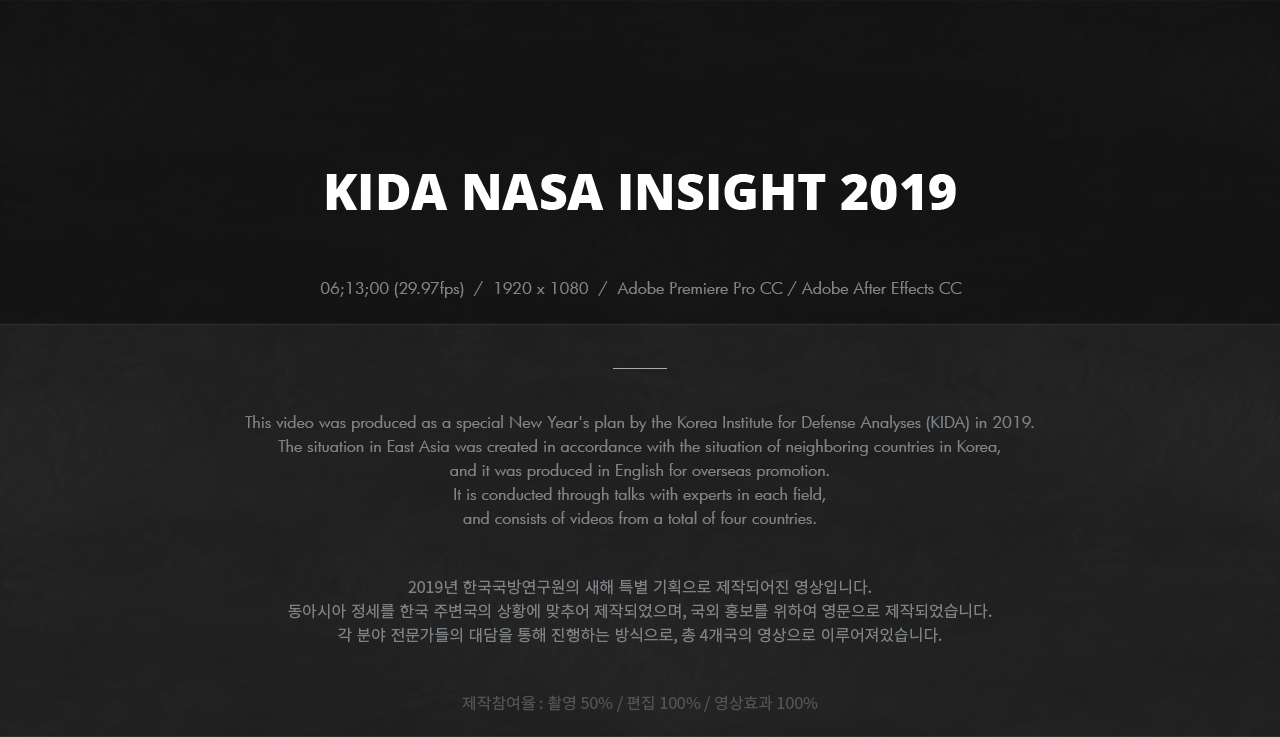 KIDA NASA INSIGHT 2019
06;13;00 (29.97fps) / 1920 x 1080 / Adobe Premiere Pro CC / Adobe After Effects CC
This video was produced as a special New Year's plan by the Korea Institute for Defense Analyses (KIDA) in 2019.
The situation in East Asia was created in accordance with the situation of neighboring countries in Korea,
and it was produced in English for overseas promotion.
It is conducted through talks with experts in each field,
and consists of videos from a total of four countries.
2019년 한국국방연구원의 새해 특별 기획으로 제작되어진 영상입니다.
동아시아 정세를 한국 주변국의 상황에 맞추어 제작되었으며, 국외 홍보를 위하여 영문으로 제작되었습니다.
각 분야 전문가들의 대담을 통해 진행하는 방식으로, 총 4개국의 영상으로 이루어져있습니다.
제작참여율 : 촬영 50% / 편집 100% / 영상효과 100%